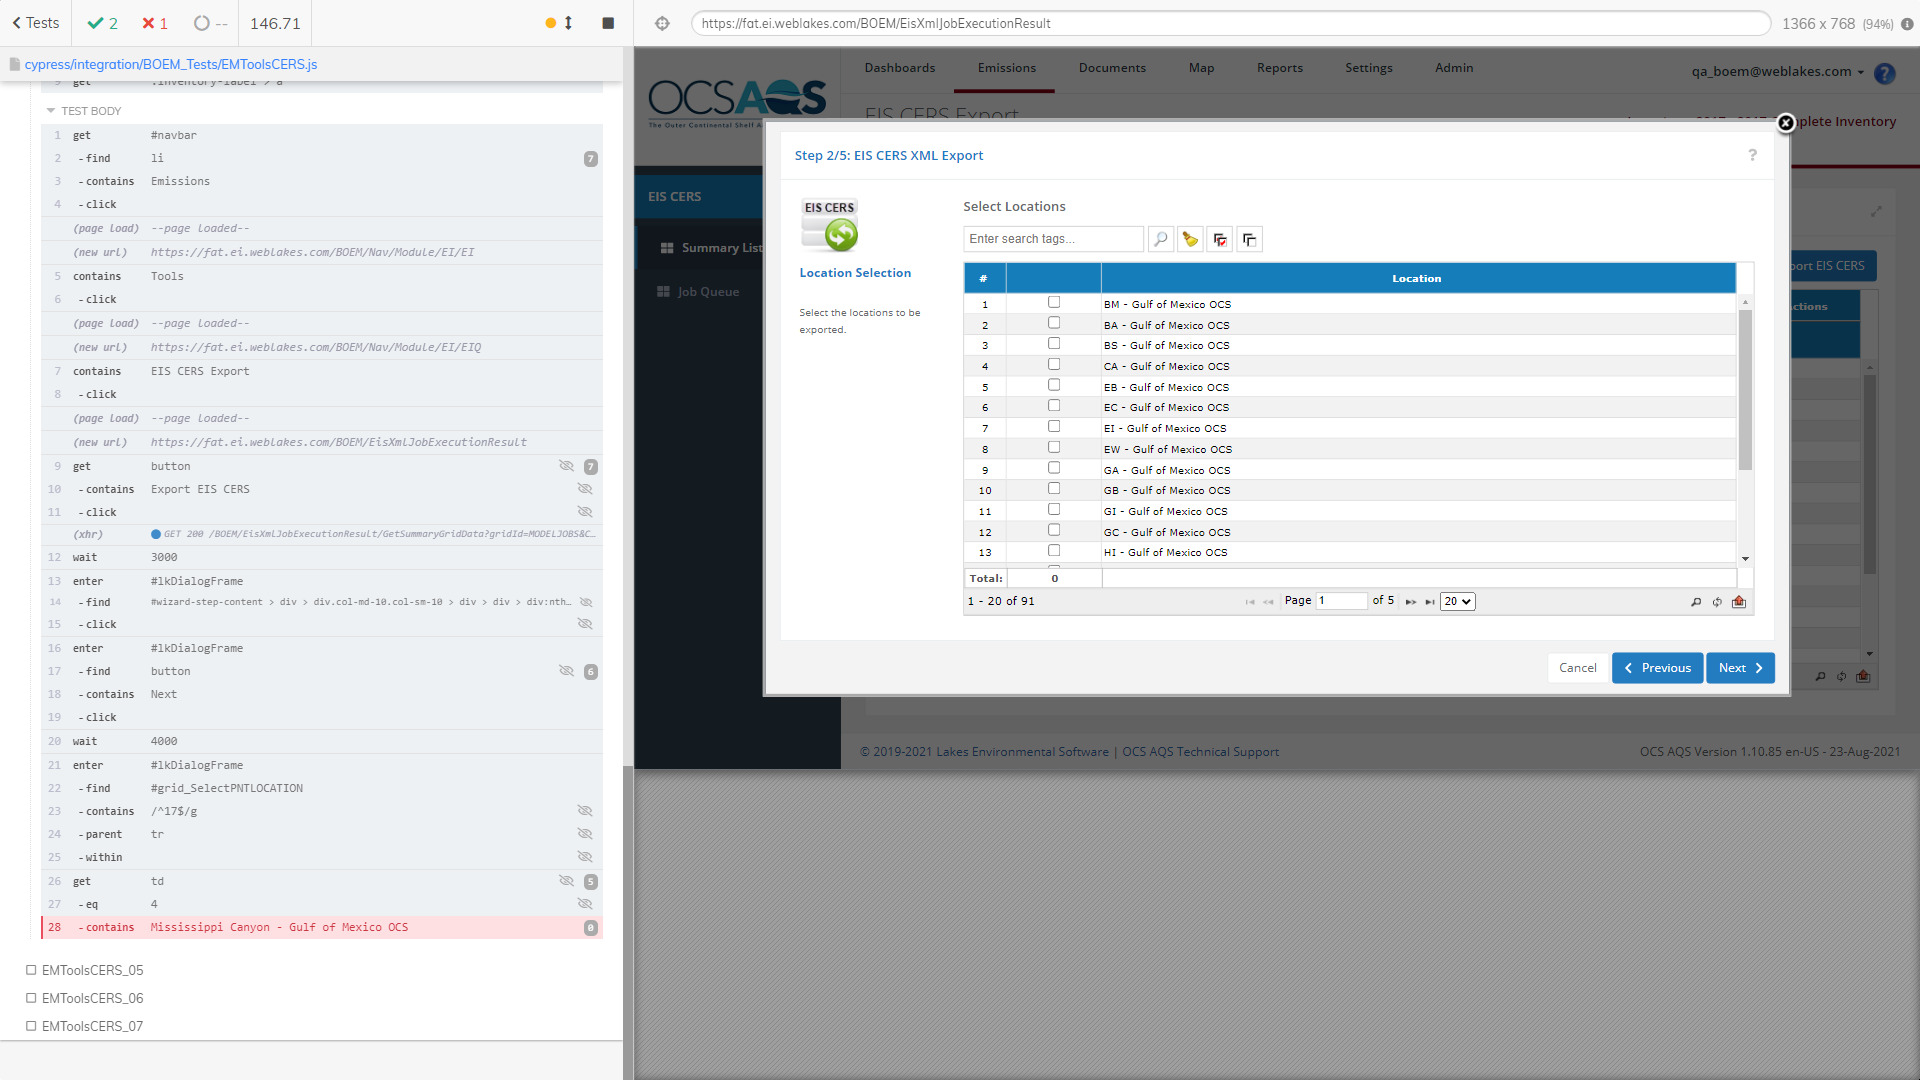 Tests
2
1
--
146.71
https://fat.ei.weblakes.com/BOEM/EisXmlJobExecutionResult
1366 x 768 (94%)
cypress/integration/BOEM_Tests/EMToolsCERS.js
9 get .inventory-label > a
TEST BODY
1 get #navbar
2 -find li 7
3 -contains Emissions
4 -click
(page load) --page loaded--
(new url) https://fat.ei.weblakes.com/BOEM/Nav/Module/EI/EI
5 contains Tools
6 -click
(page load) --page loaded--
(new url) https://fat.ei.weblakes.com/BOEM/Nav/Module/EI/EIQ
7 contains EIS CERS Export
8 -click
(page load) --page loaded--
(new url) https://fat.ei.weblakes.com/BOEM/EisXmlJobExecutionResult
9 get button 7
10 -contains Export EIS CERS
11 -click
(xhr) GET 200 /BOEM/EisXmlJobExecutionResult/GetSummaryGridData?gridId=MODELJOBS&C...
12 wait 3000
13 enter #lkDialogFrame
14 -find #wizard-step-content > div > div.col-md-10.col-sm-10 > div > div > div:nth...
15 -click
16 enter #lkDialogFrame
17 -find button 6
18 -contains Next
19 -click
20 wait 4000
21 enter #lkDialogFrame
22 -find #grid_SelectPNTLOCATION
23 -contains /^17$/g
24 -parent tr
25 -within
26 get td 5
27 -eq 4
28 -contains Mississippi Canyon - Gulf of Mexico OCS 0
EMToolsCERS_05
EMToolsCERS_06
EMToolsCERS_07
OCSAQS
The Outer Continental Shelf A
Dashboards Emissions Documents Map Reports Settings Admin
qa_boem@weblakes.com ?
EIS CERS Export
plete Inventory
EIS CERS
Summary List
Job Queue
port EIS CERS
ctions
Step 2/5: EIS CERS XML Export ?
EIS CERS
Location Selection
Select the locations to be
exported.
Select Locations
Enter search tags...
# Location
1 BM - Gulf of Mexico OCS
2 BA - Gulf of Mexico OCS
3 BS - Gulf of Mexico OCS
4 CA - Gulf of Mexico OCS
5 EB - Gulf of Mexico OCS
6 EC - Gulf of Mexico OCS
7 EI - Gulf of Mexico OCS
8 EW - Gulf of Mexico OCS
9 GA - Gulf of Mexico OCS
10 GB - Gulf of Mexico OCS
11 GI - Gulf of Mexico OCS
12 GC - Gulf of Mexico OCS
13 HI - Gulf of Mexico OCS
Total: 0
1 - 20 of 91 Page 1 of 5 20
Cancel Previous Next
© 2019-2021 Lakes Environmental Software | OCS AQS Technical Support
OCS AQS Version 1.10.85 en-US - 23-Aug-2021